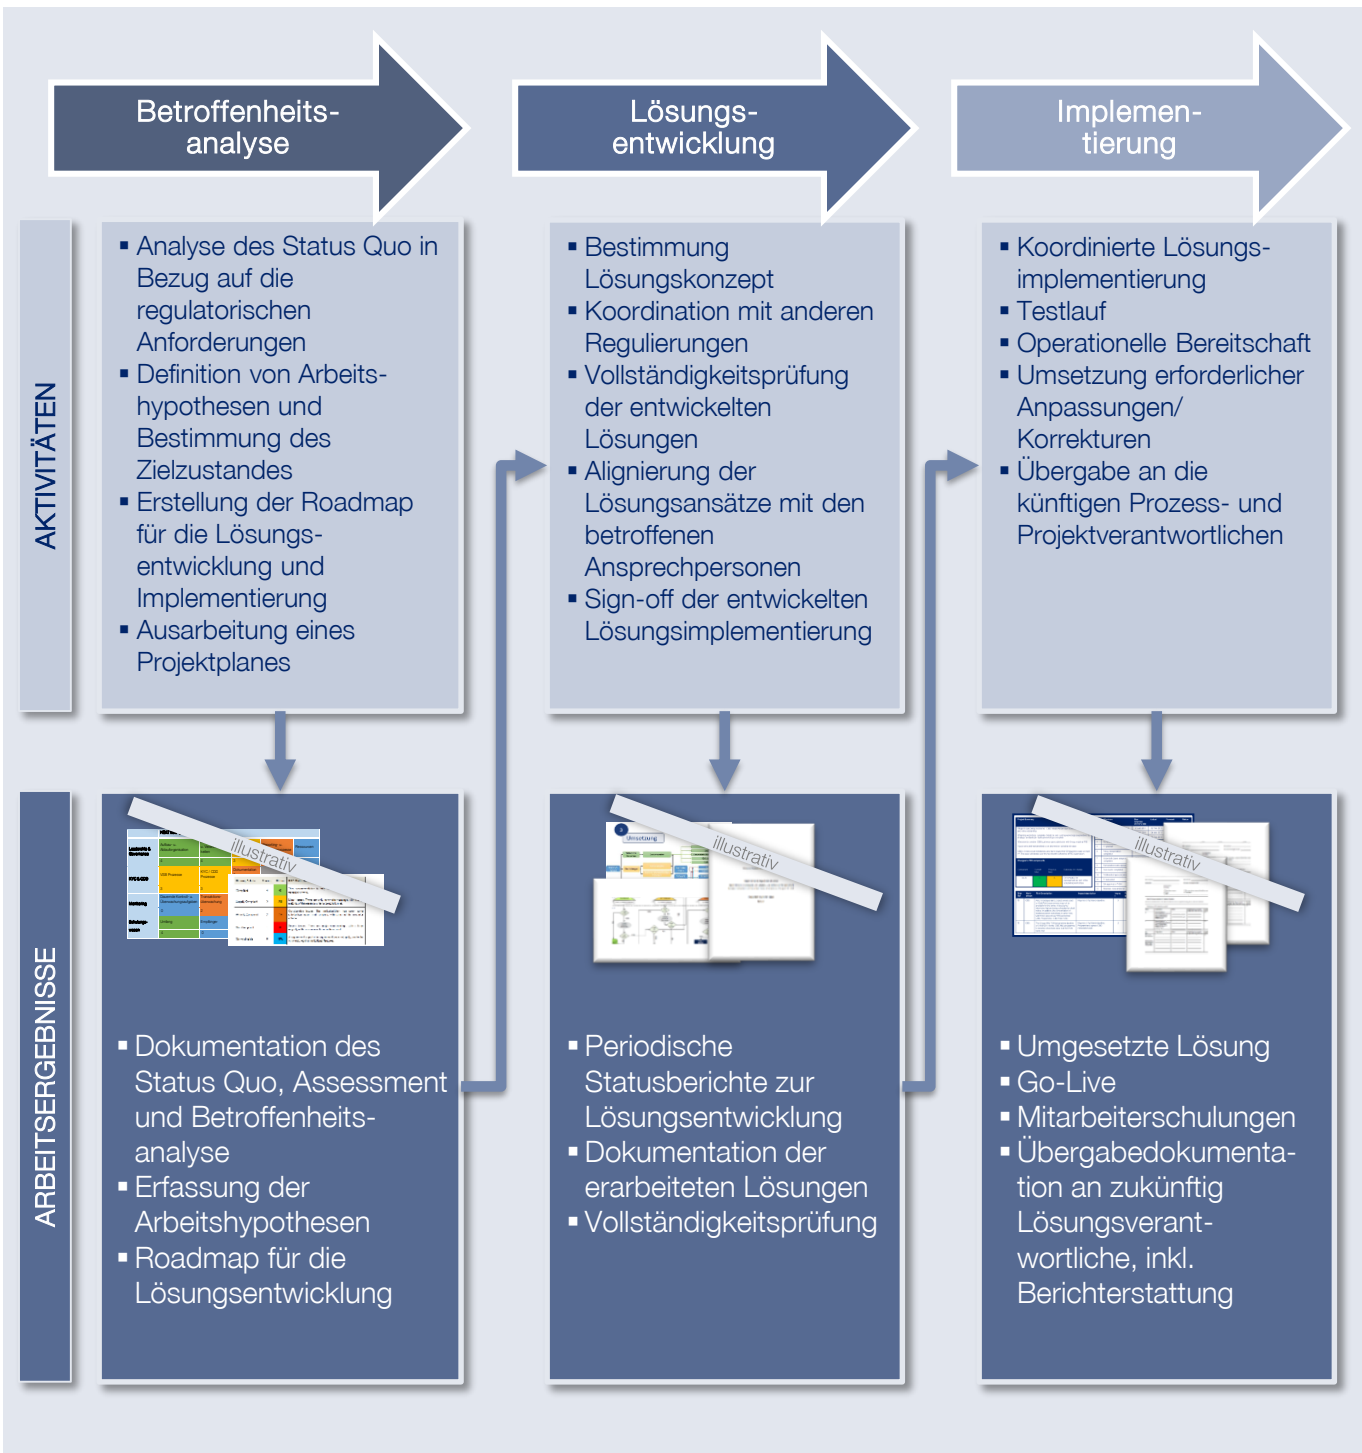 Betroffenheits-
analyse
Lösungs-
entwicklung
Implemen-
tierung
AKTIVITÄTEN
▪ Analyse des Status Quo in
Bezug auf die
regulatorischen
Anforderungen
▪ Definition von Arbeits-
hypothesen und
Bestimmung des
Zielzustandes
▪ Erstellung der Roadmap
für die Lösungs-
entwicklung und
Implementierung
▪ Ausarbeitung eines
Projektplanes
▪ Bestimmung
Lösungskonzept
▪ Koordination mit anderen
Regulierungen
▪ Vollständigkeitsprüfung
der entwickelten
Lösungen
▪ Alignierung der
Lösungsansätze mit den
betroffenen
Ansprechpersonen
▪ Sign-off der entwickelten
Lösungsimplementierung
▪ Koordinierte Lösungs-
implementierung
▪ Testlauf
▪ Operationelle Bereitschaft
▪ Umsetzung erforderlicher
Anpassungen/
Korrekturen
▪ Übergabe an die
künftigen Prozess- und
Projektverantwortlichen
ARBEITSERGEBNISSE
illustrativ
▪ Dokumentation des
Status Quo, Assessment
und Betroffenheits-
analyse
▪ Erfassung der
Arbeitshypothesen
▪ Roadmap für die
Lösungsentwicklung
3
Umsetzung
illustrativ
▪ Periodische
Statusberichte zur
Lösungsentwicklung
▪ Dokumentation der
erarbeiteten Lösungen
▪ Vollständigkeitsprüfung
illustrativ
▪ Umgesetzte Lösung
▪ Go-Live
▪ Mitarbeiterschulungen
▪ Übergabedokumenta-
tion an zukünftig
Lösungsverant-
wortliche, inkl.
Berichterstattung